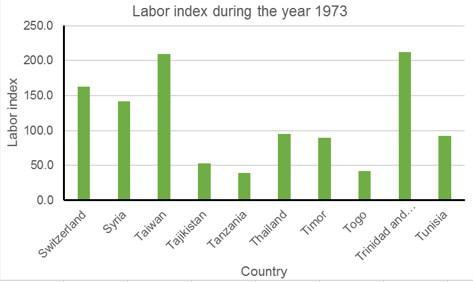 Labor index during the year 1973
250.0
200.0
150.0
100.0
50.0
0.0
Labor index
Switzerland
Syria
Taiwan
Tajikistan
Tanzania
Thailand
Timor
Togo
Trinidad and...
Tunisia
Country